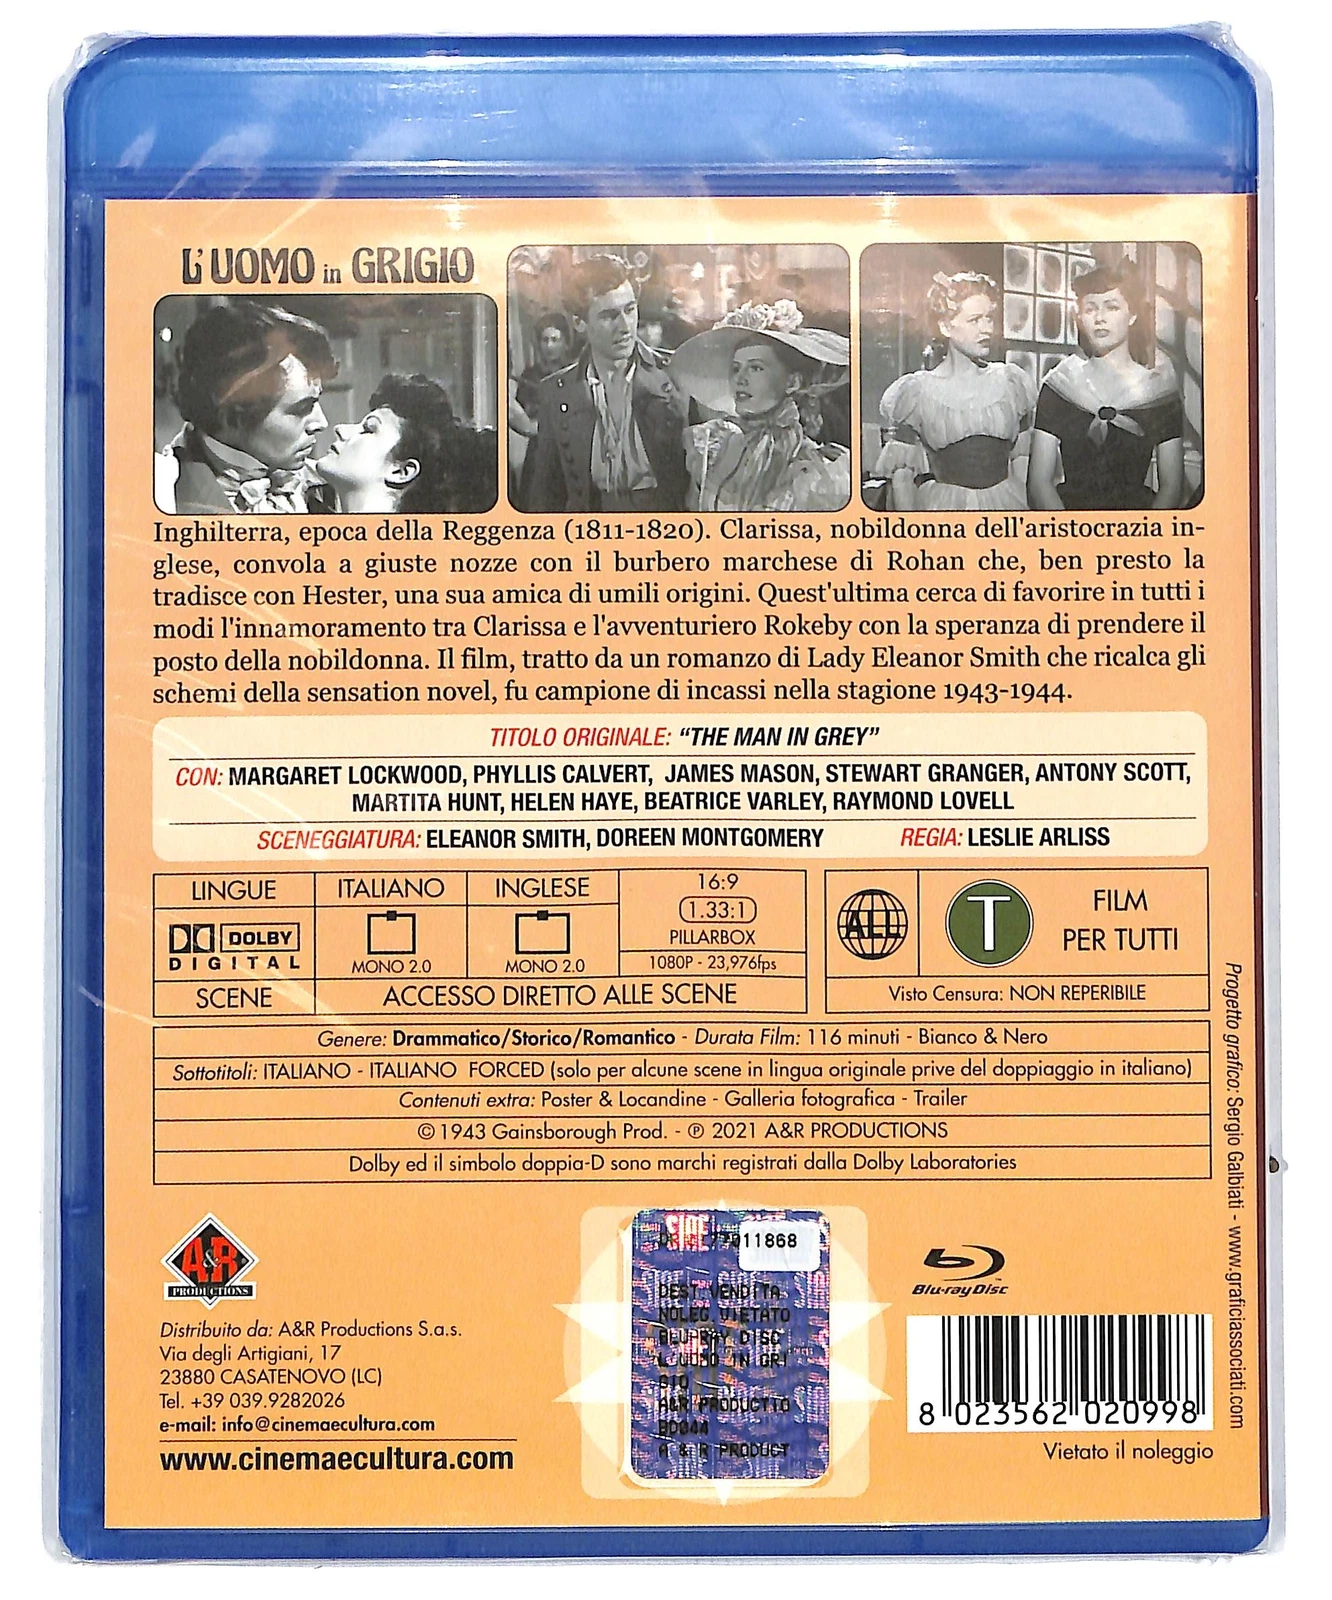 L'UOMO in GRIGIO
Inghilterra, epoca della Reggenza (1811-1820). Clarissa, nobildonna dell'aristocrazia in-
glese, convola a giuste nozze con il burbero marchese di Rohan che, ben presto la
tradisce con Hester, una sua amica di umili origini. Quest'ultima cerca di favorire in tutti i
modi l'innamoramento tra Clarissa e l'avventuriero Rokeby con la speranza di prendere il
posto della nobildonna. Il film, tratto da un romanzo di Lady Eleanor Smith che ricalca gli
schemi della sensation novel, fu campione di incassi nella stagione 1943-1944.
TITOLO ORIGINALE: “THE MAN IN GREY”
CON: MARGARET LOCKWOOD, PHYLLIS CALVERT, JAMES MASON, STEWART GRANGER, ANTONY SCOTT,
MARTITA HUNT, HELEN HAYE, BEATRICE VARLEY, RAYMOND LOVELL
SCENEGGIATURA: ELEANOR SMITH, DOREEN MONTGOMERY REGIA: LESLIE ARLISS
LINGUE ITALIANO INGLESE
DOLBY
DIGITAL
MONO 2.0 MONO 2.0
16:9
1.33:1
PILLARBOX
1080P - 23,976fps
SCENE ACCESSO DIRETTO ALLE SCENE
ALL
T
FILM
PER TUTTI
Visto Censura: NON REPERIBILE
Genere: Drammatico/Storico/Romantico - Durata Film: 116 minuti - Bianco & Nero
Sottotitoli: ITALIANO - ITALIANO FORCED (solo per alcune scene in lingua originale prive del doppiaggio in italiano)
Contenuti extra: Poster & Locandine - Galleria fotografica - Trailer
© 1943 Gainsborough Prod. - ℗ 2021 A&R PRODUCTIONS
Dolby ed il simbolo doppia-D sono marchi registrati dalla Dolby Laboratories
Progetto grafico: Sergio Galbiati - www.graficiassociati.com
A&R
PRODUCTIONS
Distribuito da: A&R Productions S.a.s.
Via degli Artigiani, 17
23880 CASATENOVO (LC)
Tel. +39 039.9282026
e-mail: info@cinemaecultura.com
www.cinemaecultura.com
SIAE
11868
DEST.VENDITA
NOLEG.VIETATO
BLU-RAY DISC
L UOMO IN GRI
GIO
A&R PRODUCTIO
BD044
A & R PRODUCT
Blu-ray Disc
8 023562 020998
Vietato il noleggio